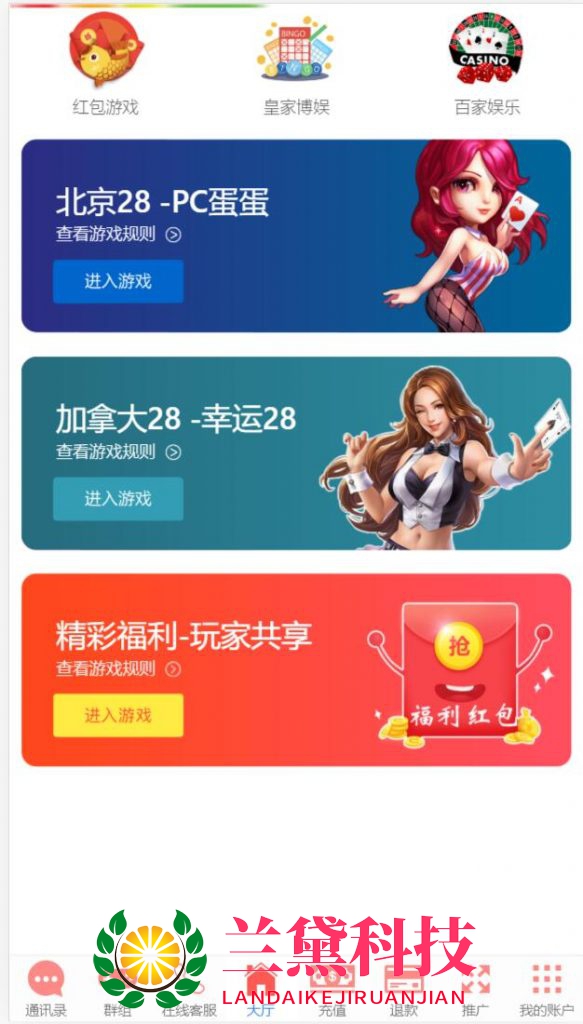 红包游戏
皇家博娱
百家娱乐
BINGO
BINGO
A
CASINO
北京28 -PC蛋蛋
查看游戏规则
进入游戏
A
加拿大28 -幸运28
查看游戏规则
进入游戏
精彩福利-玩家共享
查看游戏规则
进入游戏
抢
福利红包
兰黛科技
LANDAIKEJIRUANJIAN
通讯录
群组
在线客服
大厅
充值
退款
推广
我的账户